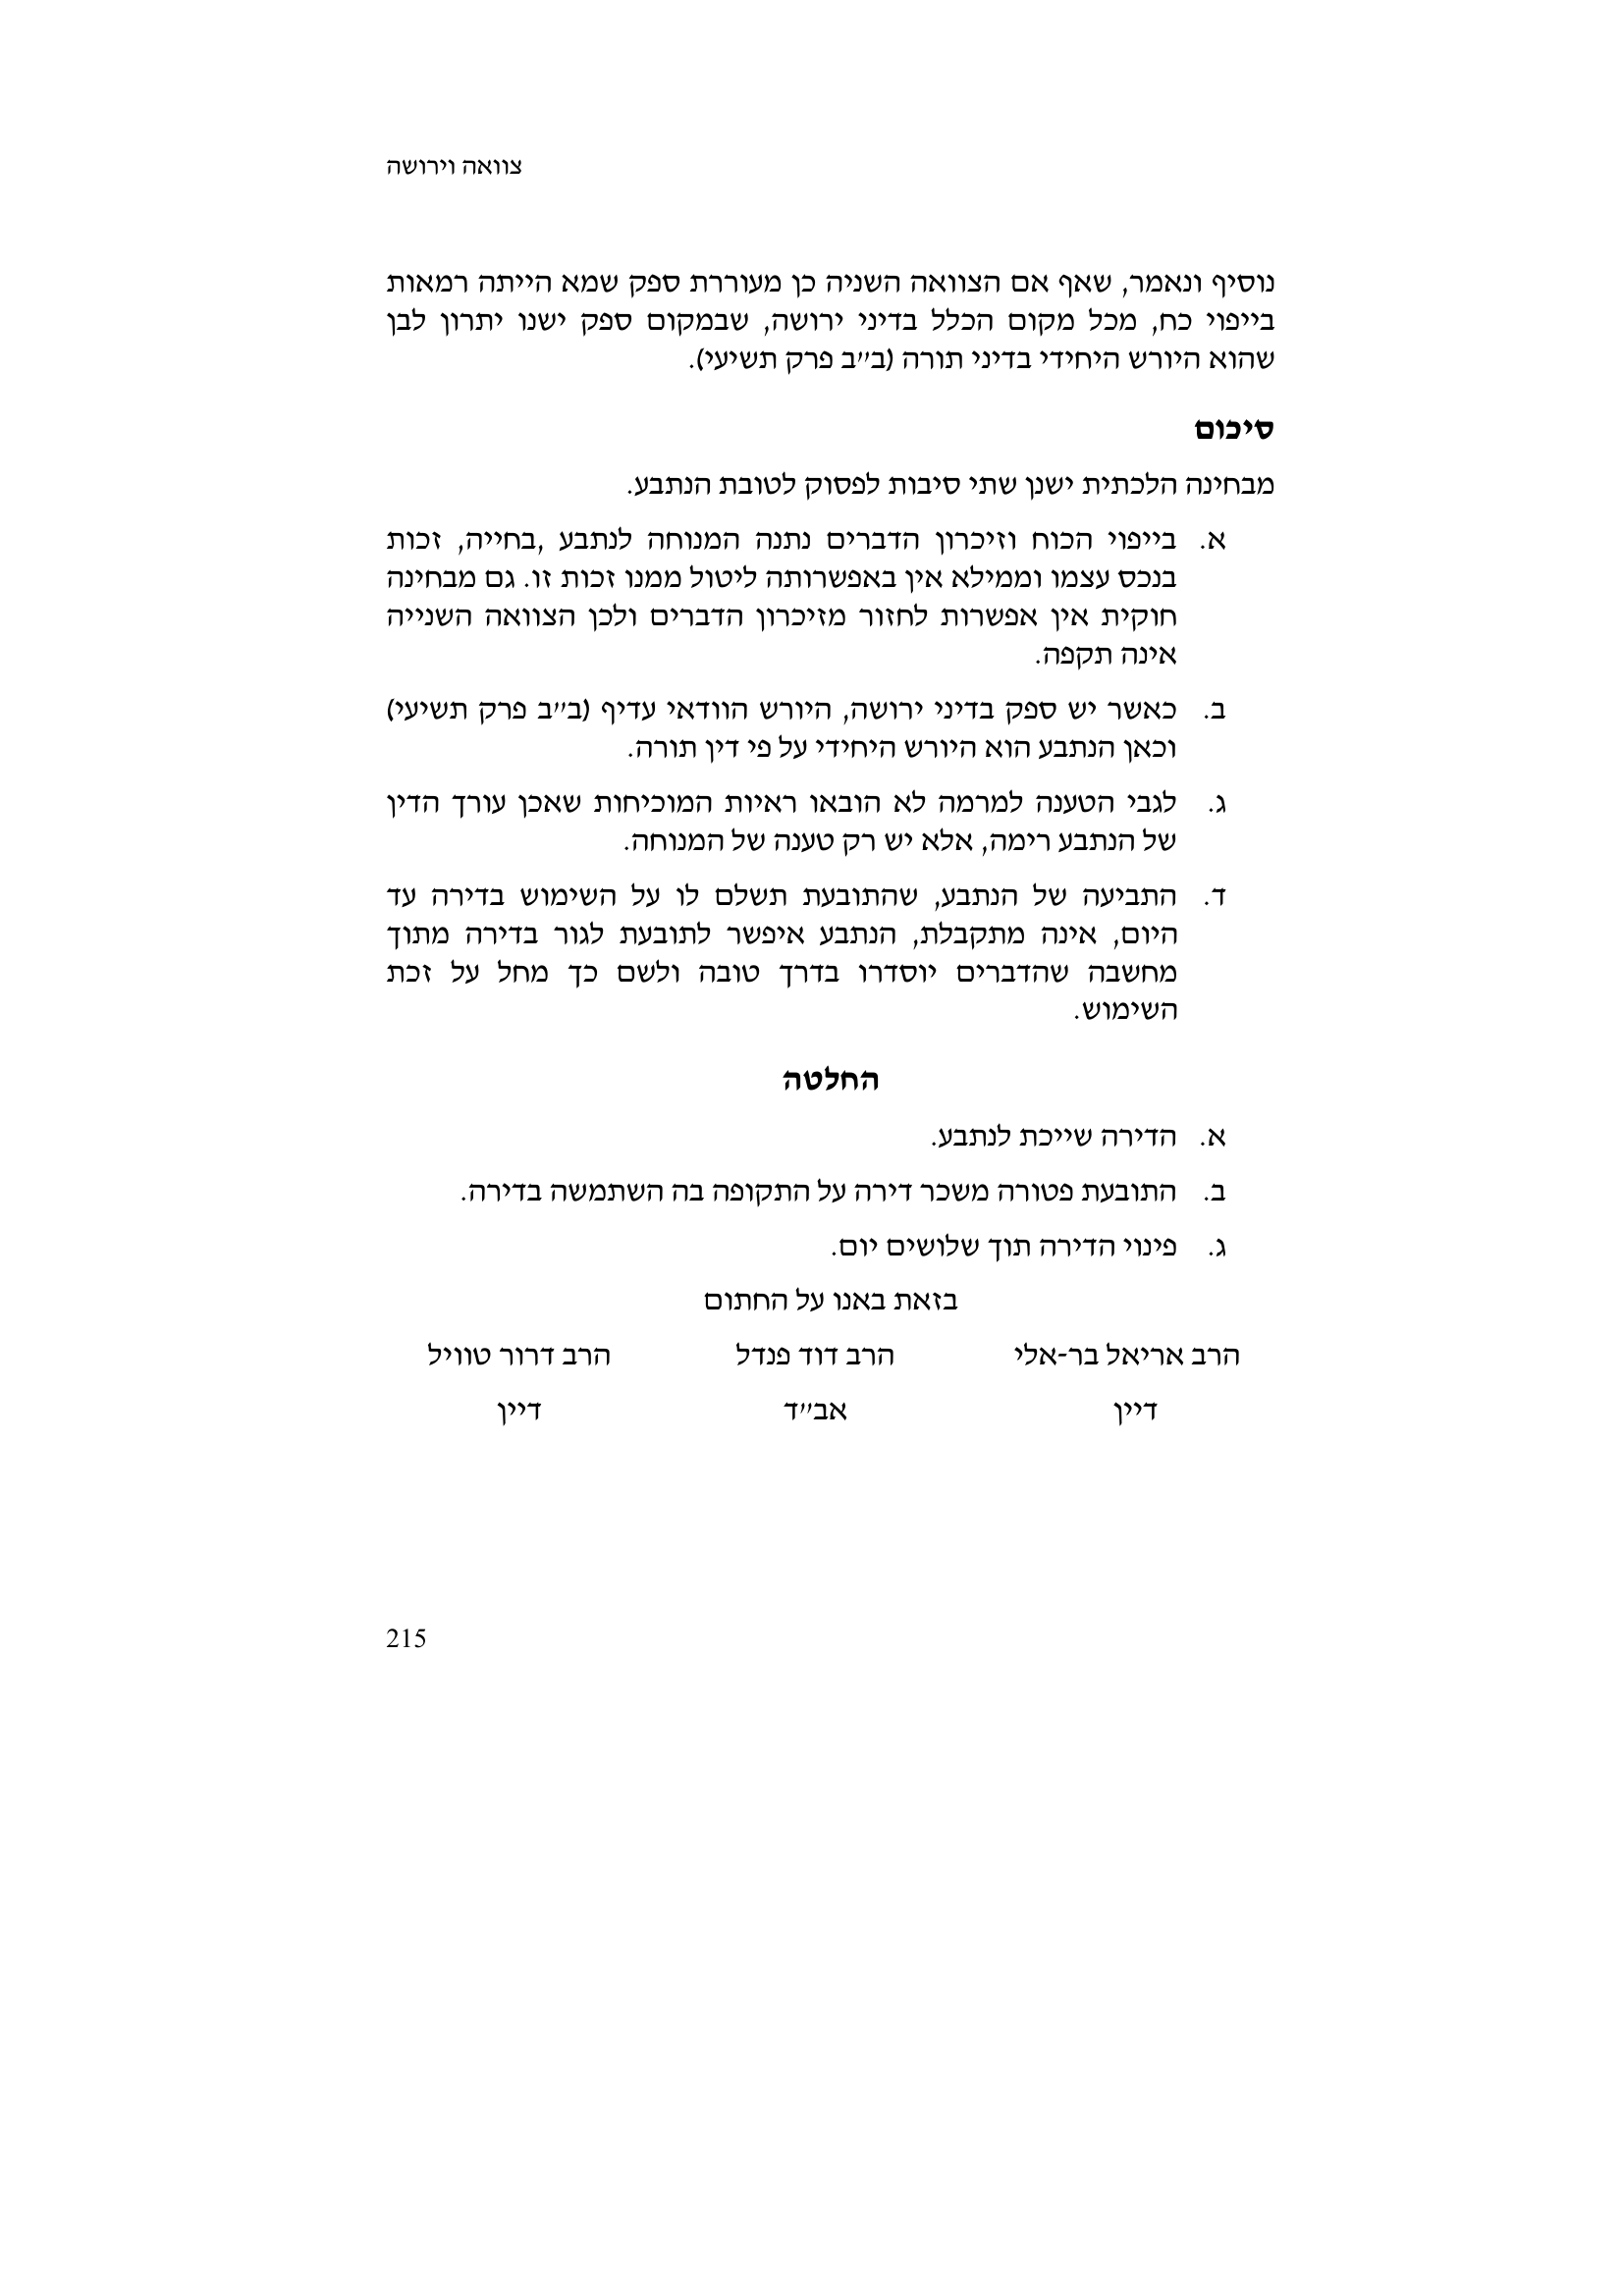 צוואה וירושה
נוסיף ונאמר, שאף אם הצוואה השניה כן מעוררת ספק שמא הייתה רמאות
בייפוי כח, מכל מקום הכלל בדיני ירושה, שבמקום ספק ישנו יתרון לבן
שהוא היורש היחידי בדיני תורה (ב״ב פרק תשיעי).
סיכום
מבחינה הלכתית ישנן שתי סיבות לפסוק לטובת הנתבע.
א. בייפוי הכוח וזיכרון הדברים נתנה המנוחה לנתבע ,בחייה, זכות
בנכס עצמו וממילא אין באפשרותה ליטול ממנו זכות זו. גם מבחינה
חוקית אין אפשרות לחזור מזיכרון הדברים ולכן הצוואה השנייה
אינה תקפה.
ב. כאשר יש ספק בדיני ירושה, היורש הוודאי עדיף (ב״ב פרק תשיעי)
וכאן הנתבע הוא היורש היחידי על פי דין תורה.
ג. לגבי הטענה למרמה לא הובאו ראיות המוכיחות שאכן עורך הדין
של הנתבע רימה, אלא יש רק טענה של המנוחה.
ד. התביעה של הנתבע, שהתובעת תשלם לו על השימוש בדירה עד
היום, אינה מתקבלת, הנתבע איפשר לתובעת לגור בדירה מתוך
מחשבה שהדברים יוסדרו בדרך טובה ולשם כך מחל על זכת
השימוש.
החלטה
א. הדירה שייכת לנתבע.
ב. התובעת פטורה משכר דירה על התקופה בה השתמשה בדירה.
ג. פינוי הדירה תוך שלושים יום.
בזאת באנו על החתום
הרב אריאל בר-אלי הרב דוד פנדל הרב דרור טוויל
דיין אב״ד דיין
215